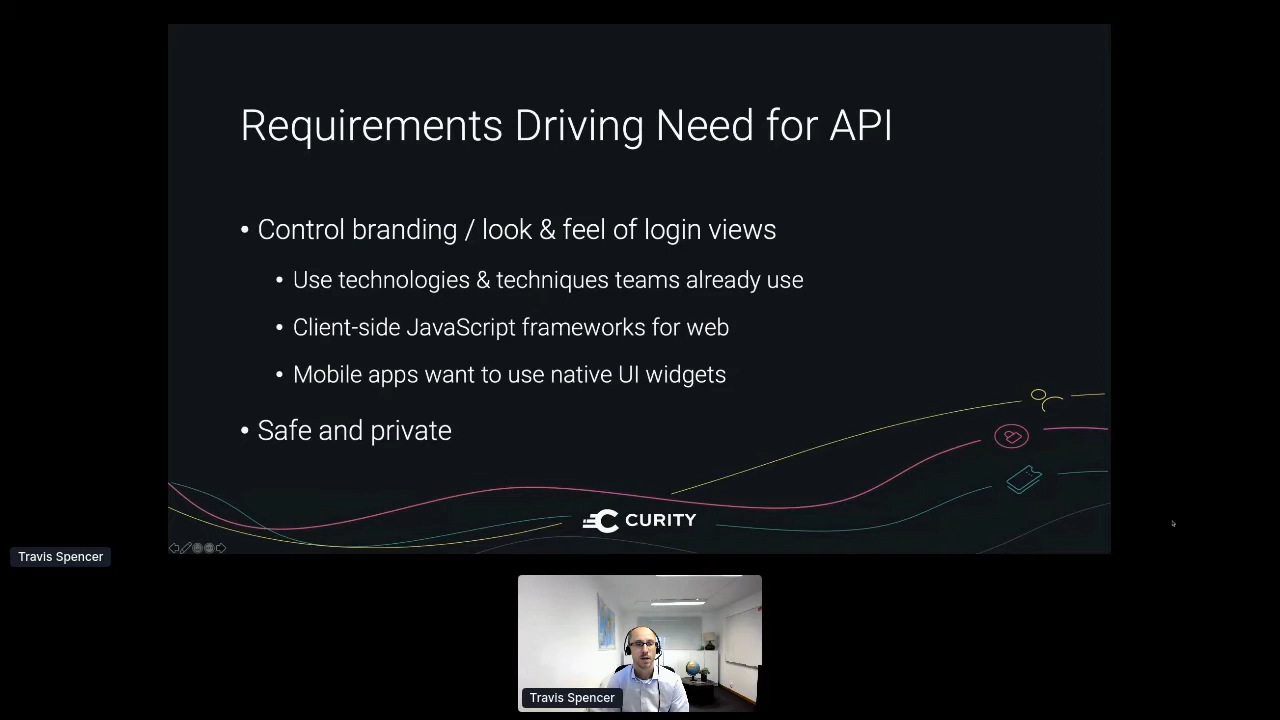 Requirements Driving Need for API
• Control branding / look & feel of login views
• Use technologies & techniques teams already use
• Client-side JavaScript frameworks for web
• Mobile apps want to use native UI widgets
• Safe and private
CURITY
Travis Spencer
Travis Spencer